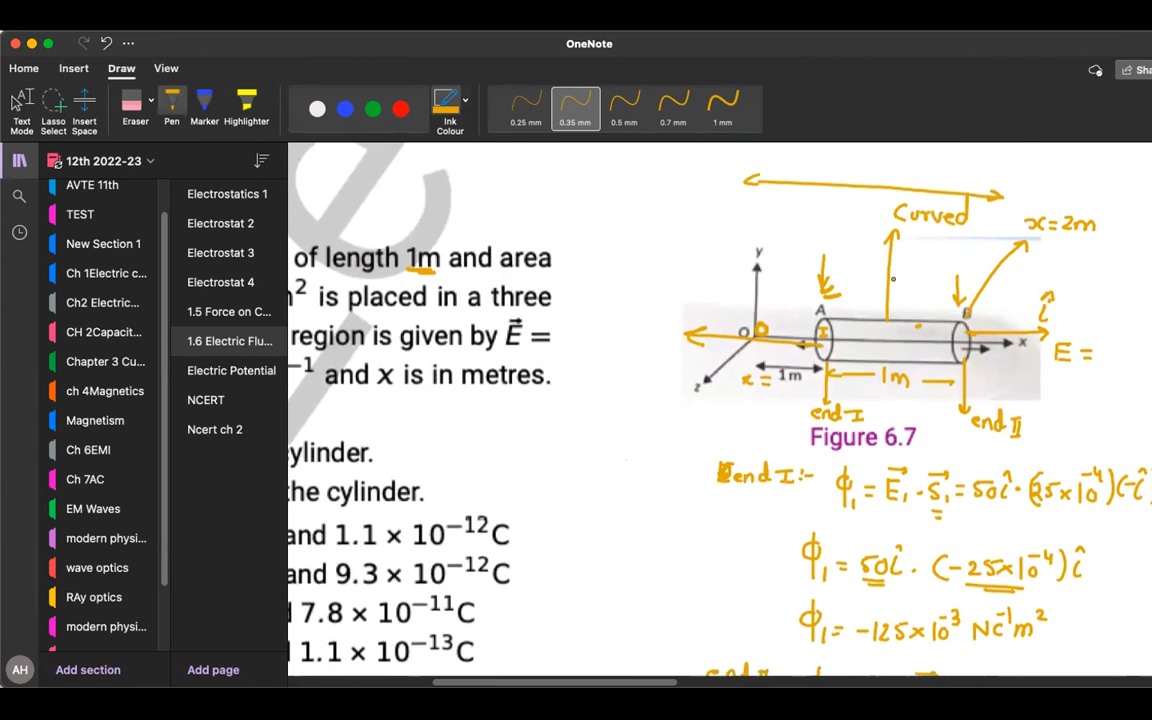 OneNote
Home Insert Draw View
Sha
Text Mode
Lasso Select
Insert Space
Eraser
Pen
Marker
Highlighter
Ink Colour
0.25 mm
0.35 mm
0.5 mm
0.7 mm
1 mm
12th 2022-23
AVTE 11th
TEST
New Section 1
Ch 1Electric c...
Ch2 Electric...
CH 2Capacit...
Chapter 3 Cu...
ch 4Magnetics
Magnetism
Ch 6EMI
Ch 7AC
EM Waves
modern physi...
wave optics
RAy optics
modern physi...
AH
Add section
Electrostatics 1
Electrostat 2
Electrostat 3
Electrostat 4
1.5 Force on C...
1.6 Electric Flu...
Electric Potential
NCERT
Ncert ch 2
Add page
of length 1m and area
² is placed in a three
region is given by E⃗ =
⁻¹ and x is in metres.
ylinder.
the cylinder.
and 1.1 × 10⁻¹²C
and 9.3 × 10⁻¹²C
7.8 × 10⁻¹¹C
1.1 × 10⁻¹³C
Curved
x=2m
y
A
B
O
x
z
î
E =
x = 1m
1m
end I
end II
Figure 6.7
end I :- ϕ₁ = E⃗₁ · S⃗₁ = 50î · (25×10⁻⁴)(-î
ϕ₁ = 50î · (-25×10⁻⁴)î
ϕ₁ = -125×10⁻³ NC⁻¹m²